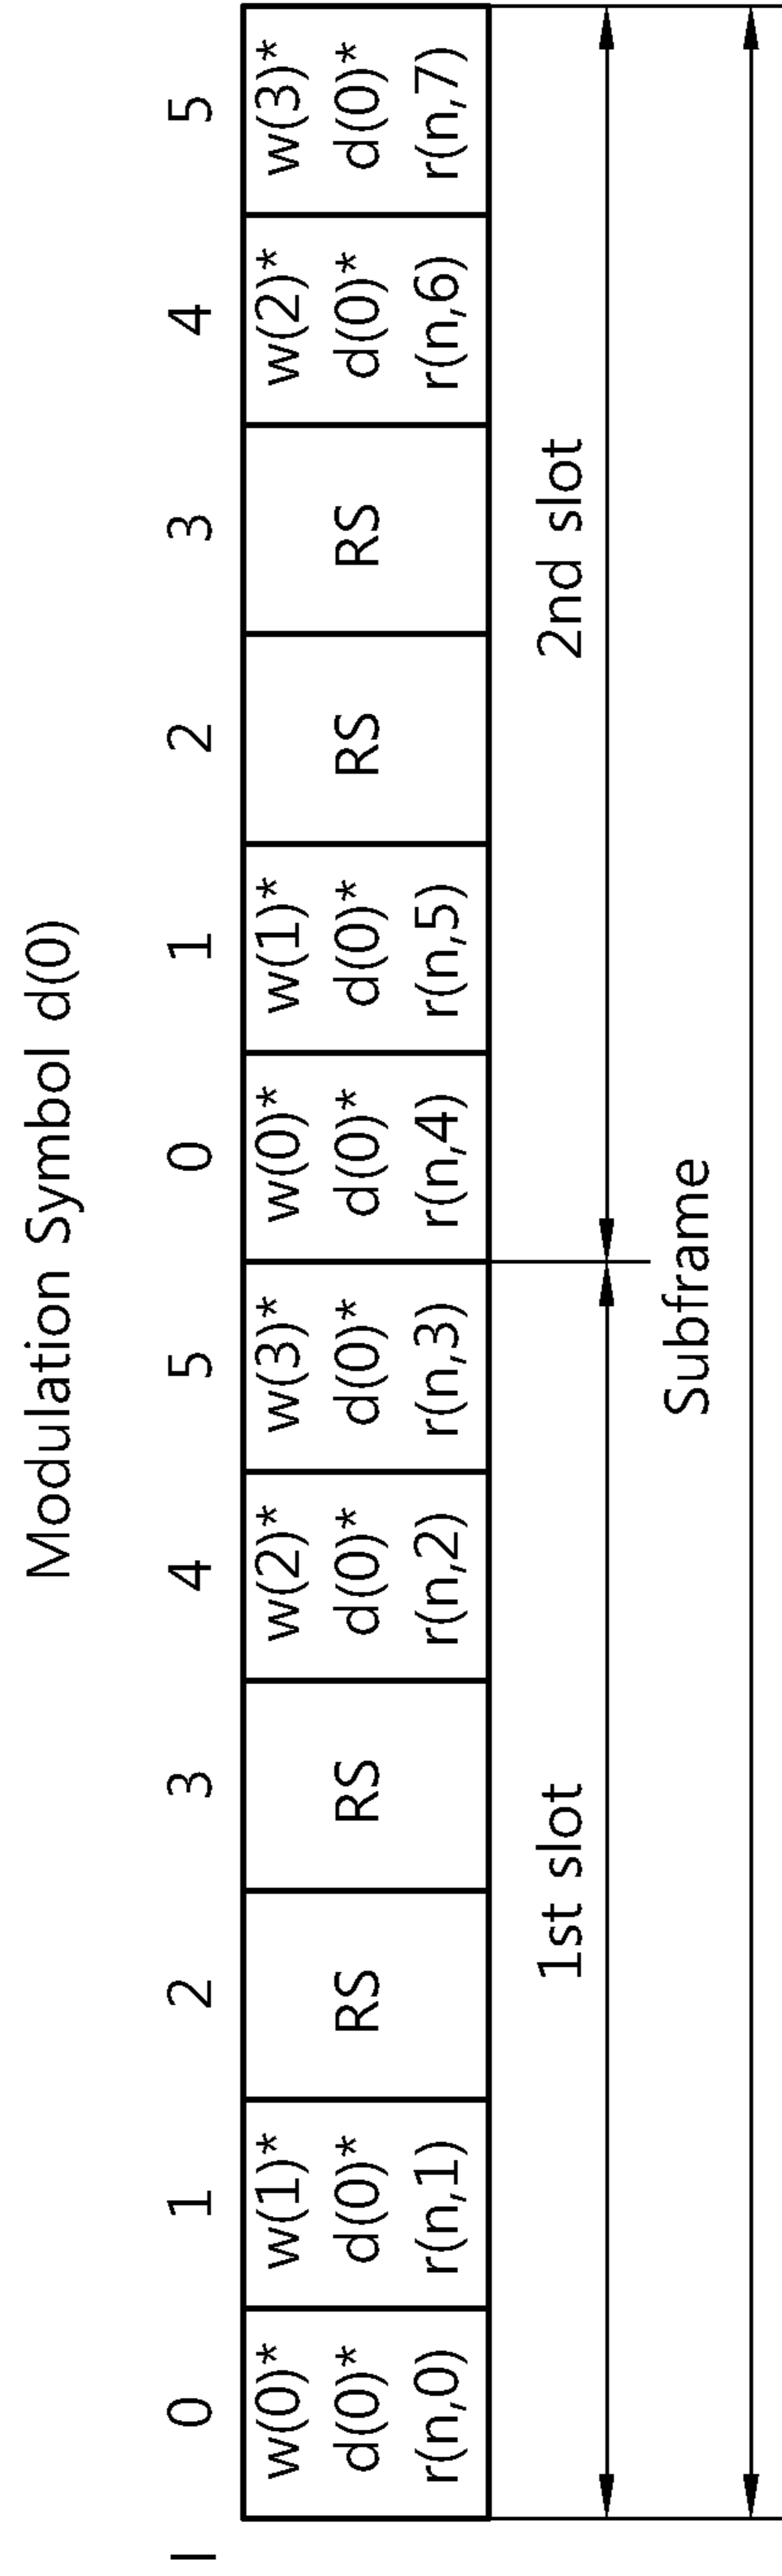 Modulation Symbol d(0)
l 0 1 2 3 4 5 0 1 2 3 4 5
w(0)* w(1)* RS RS w(2)* w(3)* w(0)* w(1)* RS RS w(2)* w(3)*
d(0)* d(0)* d(0)* d(0)* d(0)* d(0)* d(0)* d(0)*
r(n,0) r(n,1) r(n,2) r(n,3) r(n,4) r(n,5) r(n,6) r(n,7)
1st slot 2nd slot
Subframe